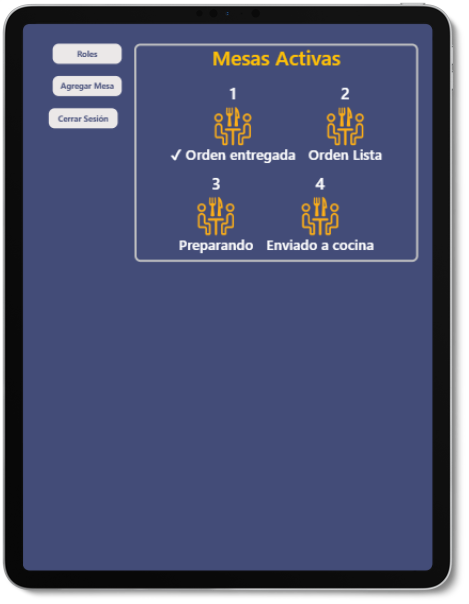 Roles
Agregar Mesa
Cerrar Sesión
Mesas Activas
1 2
✓ Orden entregada Orden Lista
3 4
Preparando Enviado a cocina